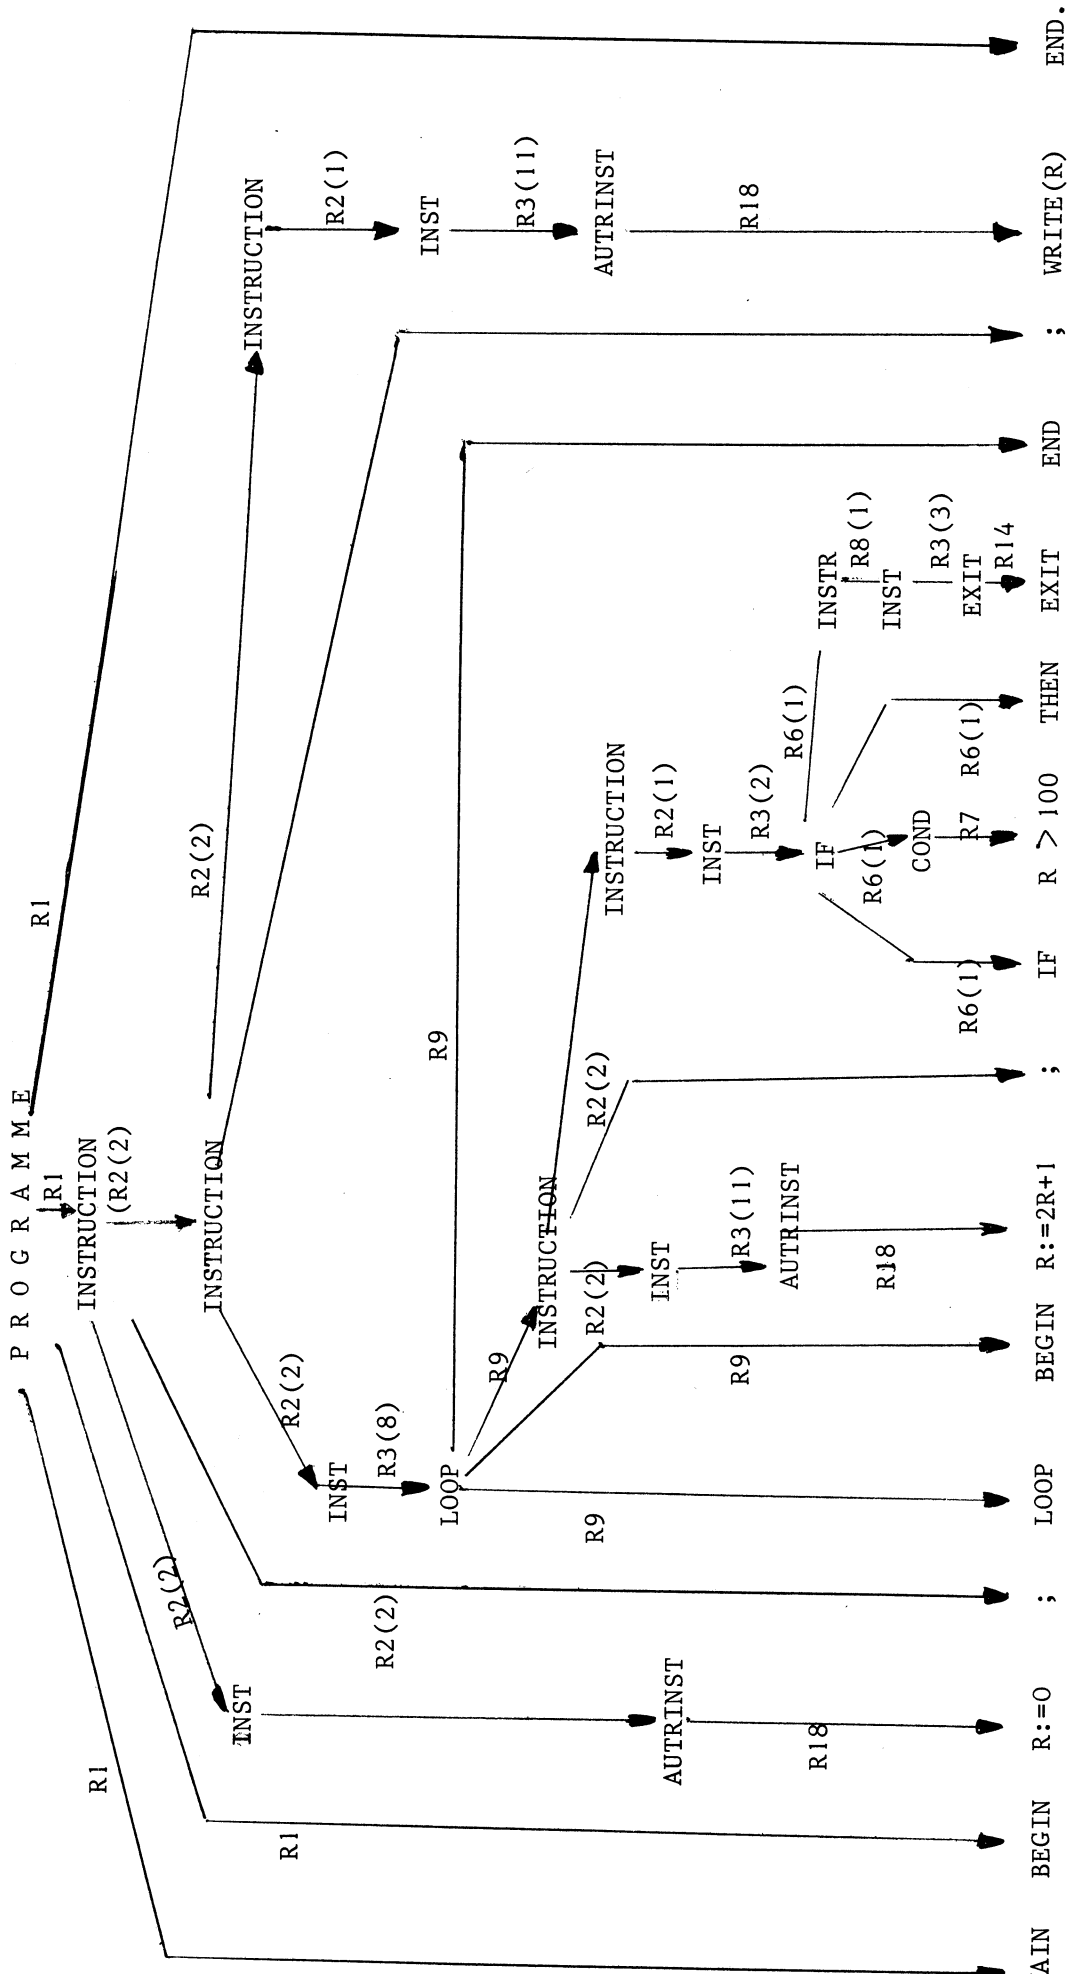 P R O G R A M M E
R1
R1
R1
R1
INSTRUCTION
(R2(2)
R2(2)
R2(2)
INSTRUCTION
R2(2)
R2(2)
INST
INST
R3(8)
LOOP
INSTRUCTION
R2(1)
INST
R3(11)
AUTRINST
R18
R9
R9
R9
R9
INSTRUCTION
R2(2)
R2(2)
INST
R3(11)
AUTRINST
R18
INSTRUCTION
R2(1)
INST
R3(2)
IF
R6(1)
R6(1)
R6(1)
R6(1)
COND
R7
INSTR
R8(1)
INST
R3(3)
EXIT
R14
AUTRINST
R18
AIN BEGIN R:=0 ; LOOP BEGIN R:=2R+1 ; IF R > 100 THEN EXIT END ; WRITE(R) END.